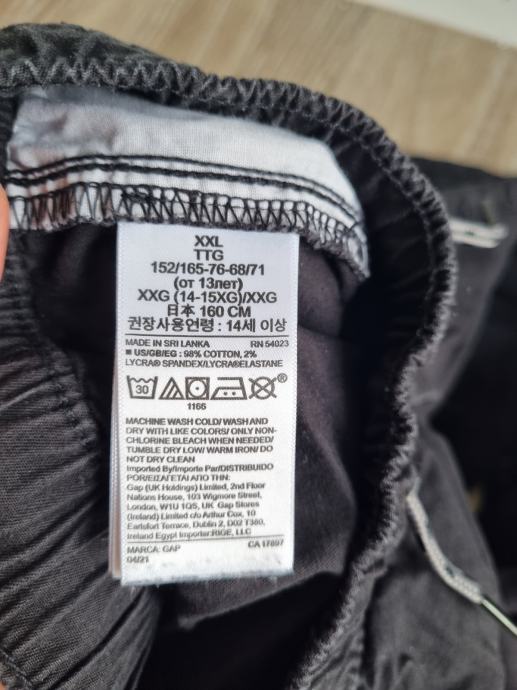 XXL
TTG
152/165-76-68/71
(от 13лет)
XXG (14-15XG)/XXG
日本 160 CM
권장사용연령 : 14세 이상
MADE IN SRI LANKA RN 54023
■ US/GB/EG : 98% COTTON, 2%
LYCRA® SPANDEX/LYCRA®ELASTANE
30
®
1166
MACHINE WASH COLD/ WASH AND
DRY WITH LIKE COLORS/ ONLY NON-
CHLORINE BLEACH WHEN NEEDED/
TUMBLE DRY LOW/ WARM IRON/ DO
NOT DRY CLEAN
Imported By/Importe Par/DISTRIBUIDO
POR/ΕΙΣΑΓΕΤΑΙ ΑΠΟ ΤΗΝ:
Gap (UK Holdings) Limited, 2nd Floor
Nations House, 103 Wigmore Street,
London, W1U 1QS, UK Gap Stores
(Ireland) Limited c/o Arthur Cox, 10
Earlsfort Terrace, Dublin 2, D02 T380,
Ireland Egypt Importer:RIGE, LLC
MARCA: GAP CA 17897
04/21